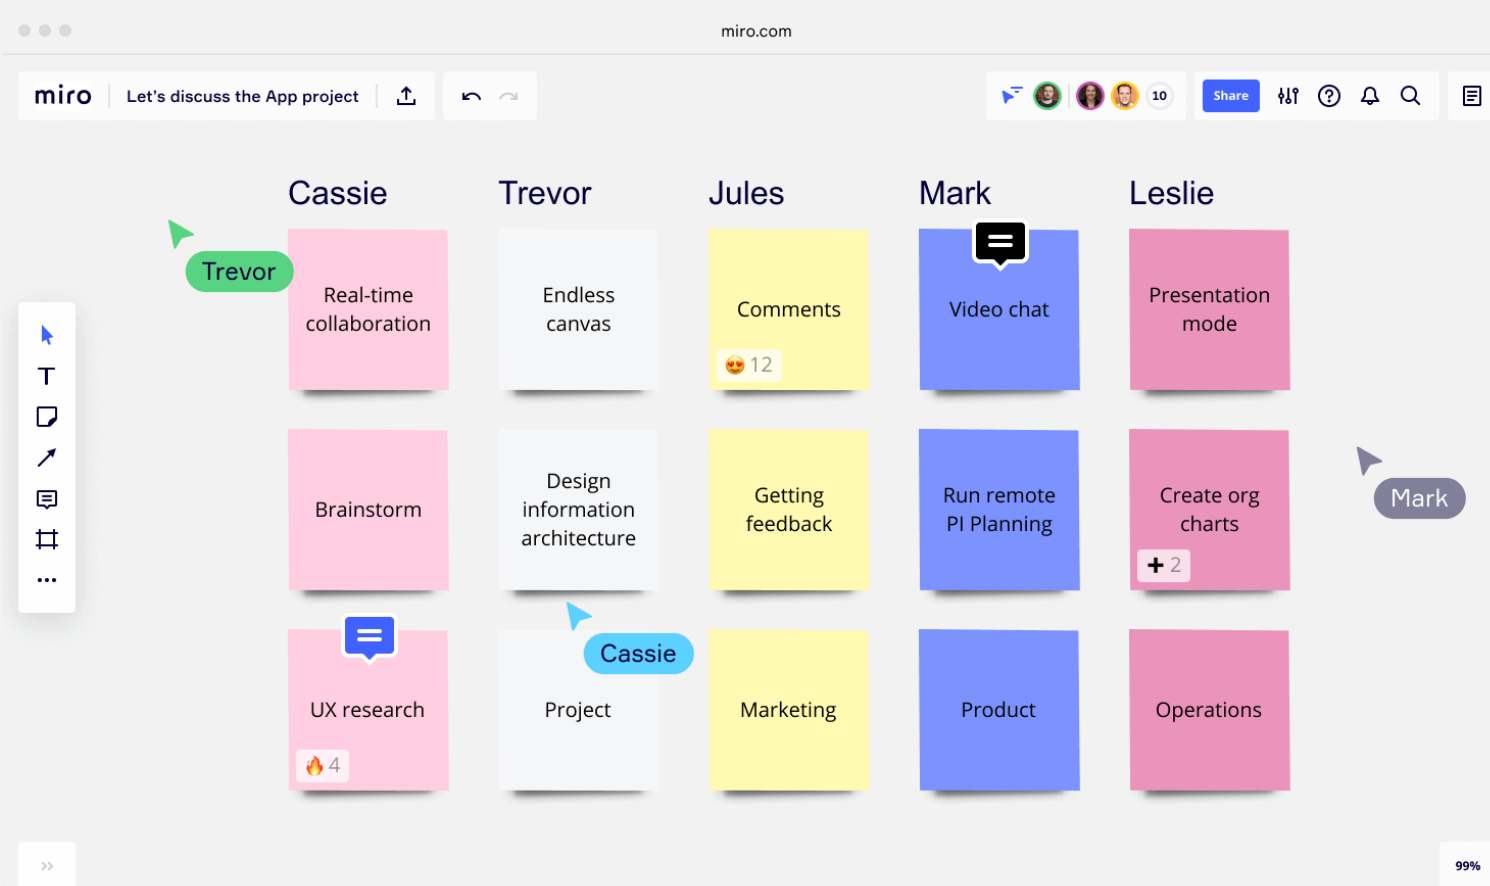 miro.com
miro
Let's discuss the App project
10
Share
Cassie
Trevor
Jules
Mark
Leslie
Trevor
Real-time
collaboration
Endless
canvas
Comments
12
Video chat
Presentation
mode
Brainstorm
Design
information
architecture
Getting
feedback
Run remote
PI Planning
Create org
charts
2
Mark
Cassie
UX research
4
Project
Marketing
Product
Operations
99%